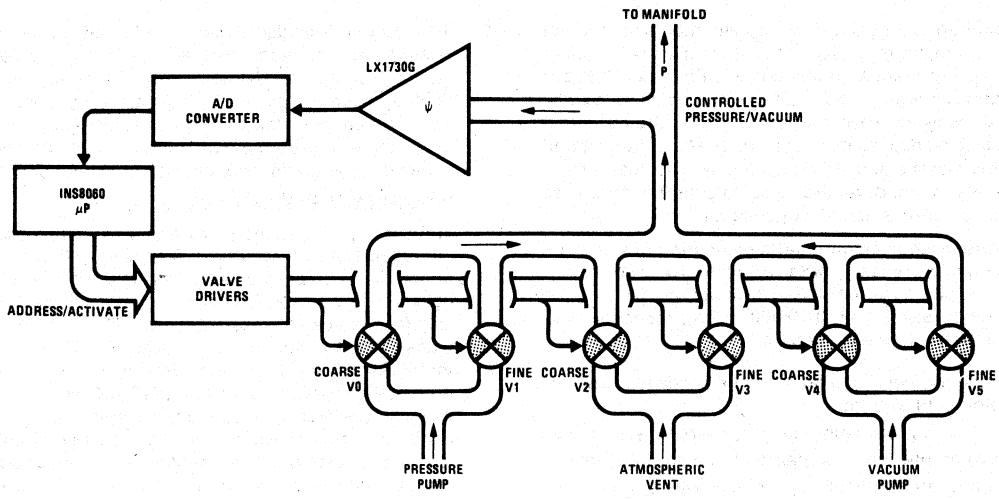 TO MANIFOLD
P
LX1730G
ψ
A/D
CONVERTER
CONTROLLED
PRESSURE/VACUUM
INS8060
μP
ADDRESS/ACTIVATE
VALVE
DRIVERS
COARSE
V0
FINE
V1
COARSE
V2
FINE
V3
COARSE
V4
FINE
V5
PRESSURE
PUMP
ATMOSPHERIC
VENT
VACUUM
PUMP